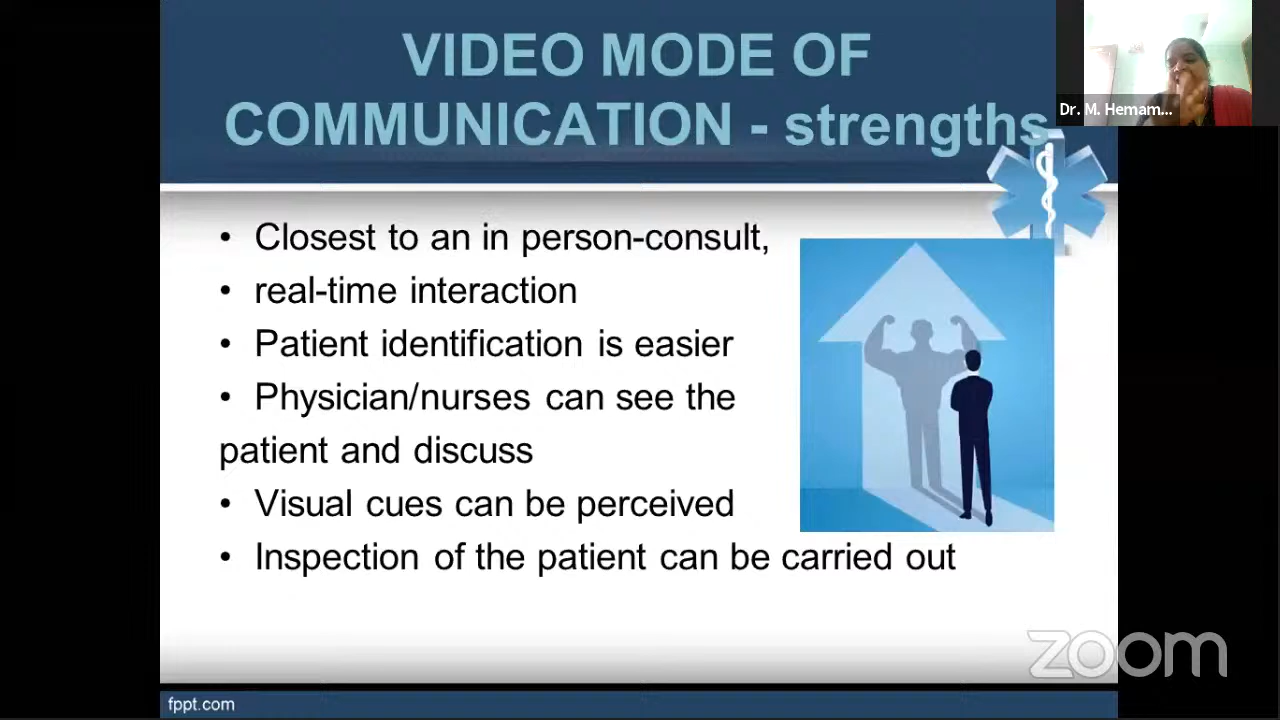 VIDEO MODE OF
COMMUNICATION - strengths
Dr. M. Hemam...
• Closest to an in person-consult,
• real-time interaction
• Patient identification is easier
• Physician/nurses can see the
patient and discuss
• Visual cues can be perceived
• Inspection of the patient can be carried out
zoom
fppt.com